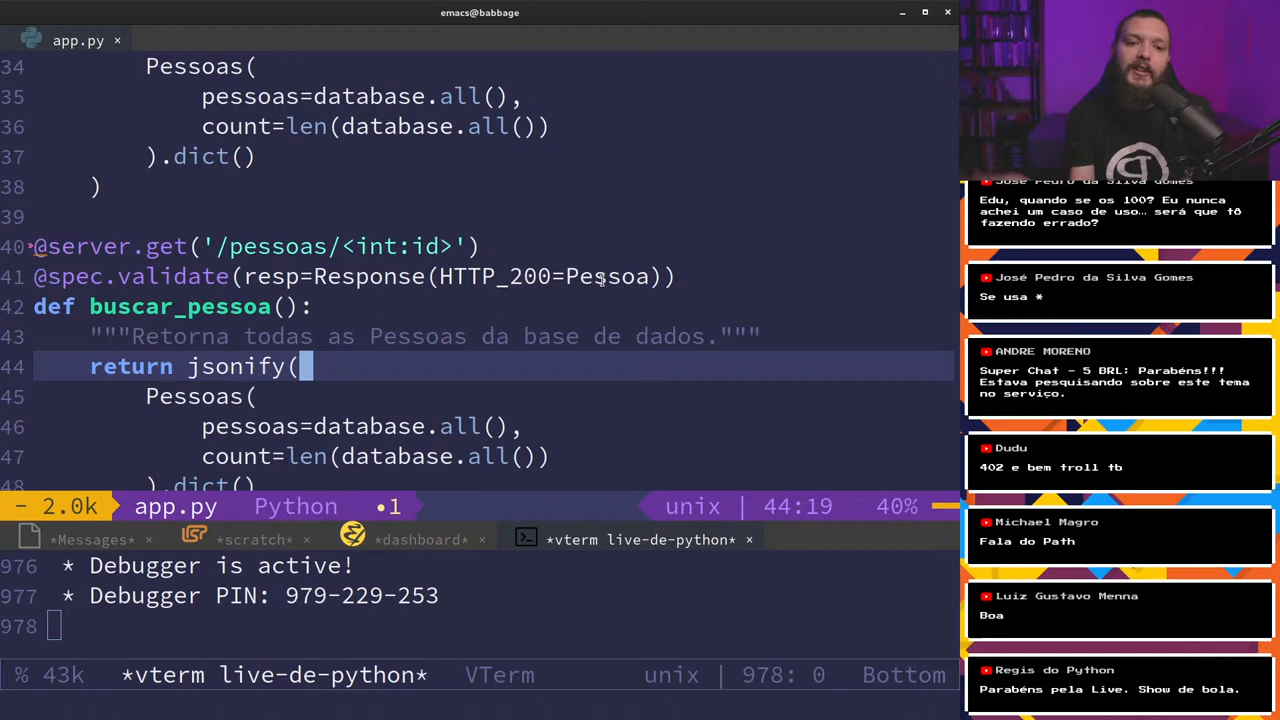 emacs@babbage
app.py ×
34 Pessoas(
35 pessoas=database.all(),
36 count=len(database.all())
37 ).dict()
38 )
39
40 @server.get('/pessoas/<int:id>')
41 @spec.validate(resp=Response(HTTP_200=Pessoa))
42 def buscar_pessoa():
43 """Retorna todas as Pessoas da base de dados."""
44 return jsonify(
45 Pessoas(
46 pessoas=database.all(),
47 count=len(database.all())
48 ).dict()
- 2.0k app.py Python •1 unix | 44:19 40%
*Messages* × *scratch* × *dashboard* × *vterm live-de-python* ×
976 * Debugger is active!
977 * Debugger PIN: 979-229-253
978
% 43k *vterm live-de-python* VTerm unix | 978: 0 Bottom
José Pedro da Silva Gomes
Edu, quando se os 100? Eu nunca
achei um caso de uso… será que tô
fazendo errado?
José Pedro da Silva Gomes
Se usa *
ANDRE MORENO
Super Chat - 5 BRL: Parabéns!!!
Estava pesquisando sobre este tema
no serviço.
Dudu
402 e bem troll tb
Michael Magro
Fala do Path
Luiz Gustavo Menna
Boa
Regis do Python
Parabéns pela Live. Show de bola.